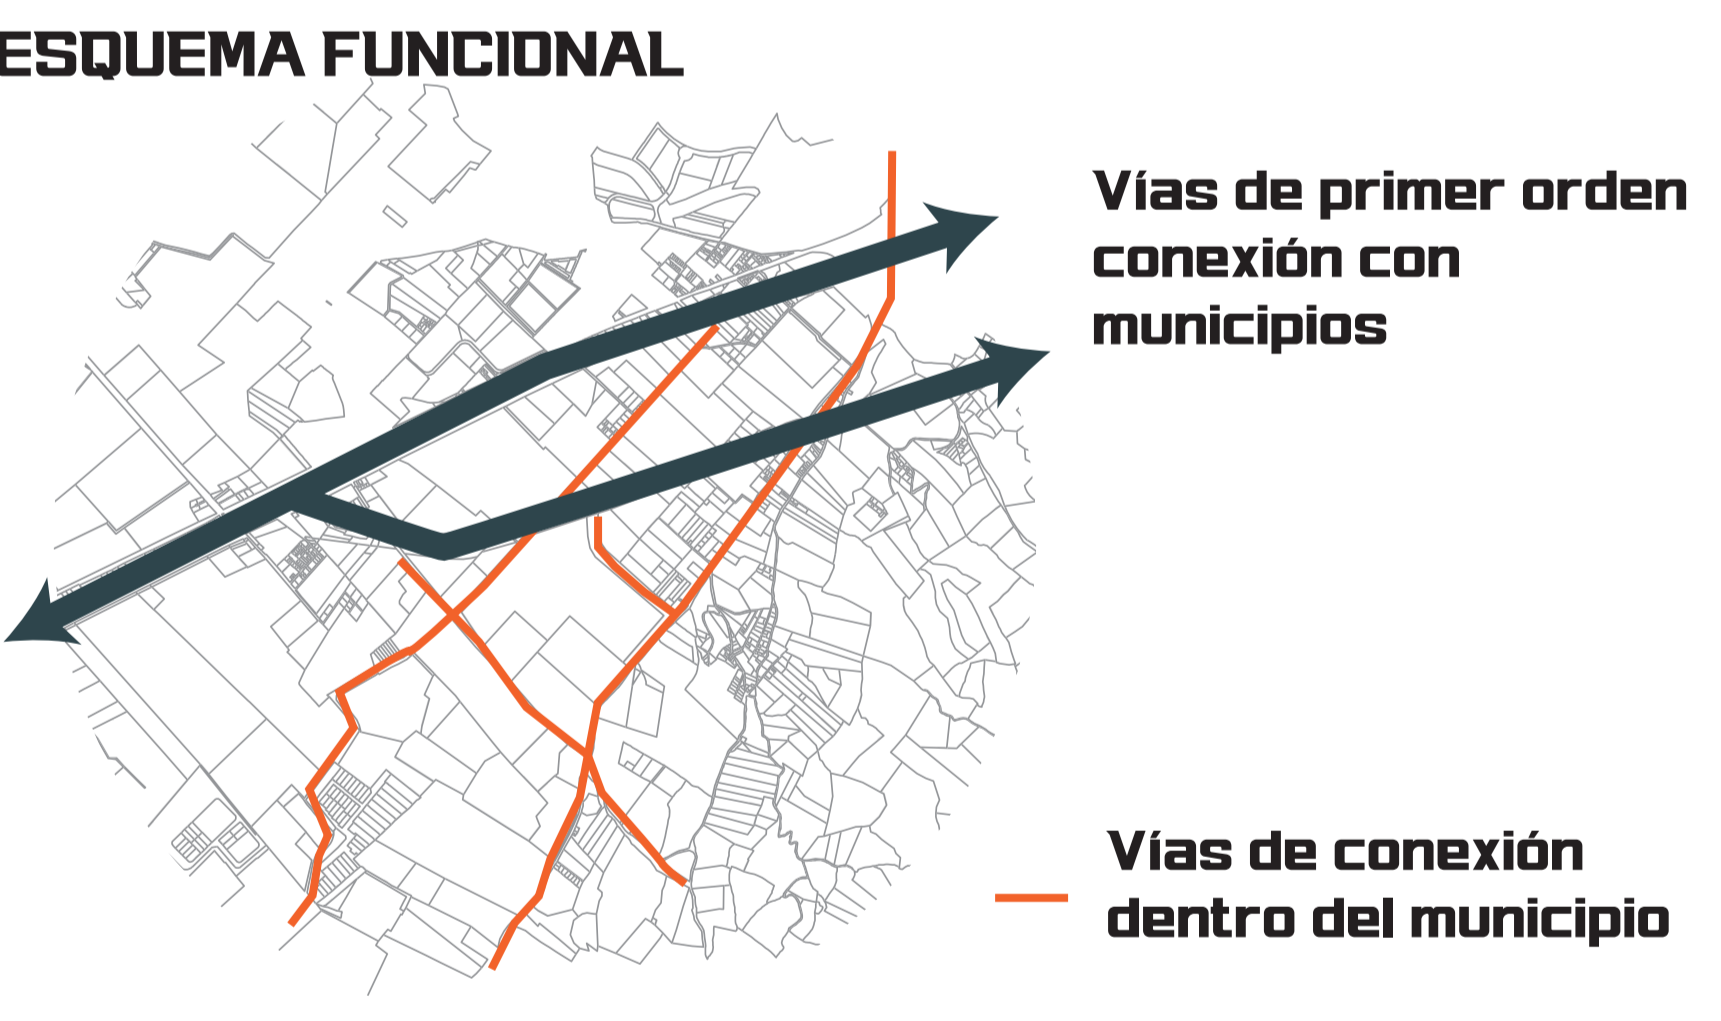 ESQUEMA FUNCIONAL
Vías de primer orden
conexión con
municipios
Vías de conexión
dentro del municipio